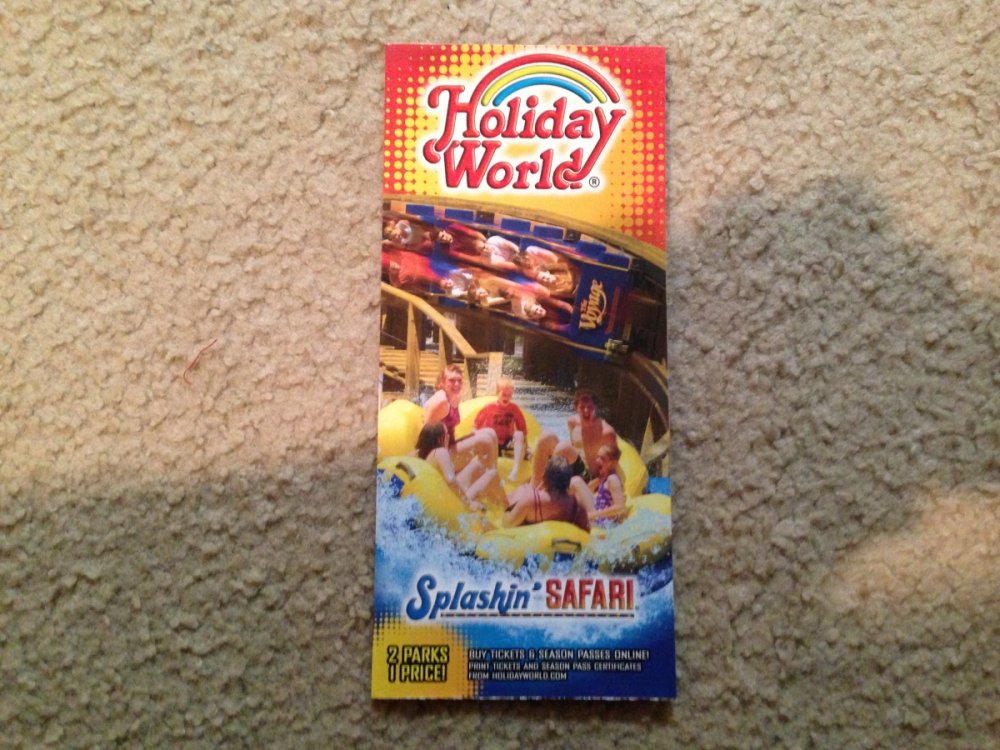 Holiday
World®
The
Voyage
Splashin' SAFARI
2 PARKS
1 PRICE!
BUY TICKETS & SEASON PASSES ONLINE!
PRINT TICKETS AND SEASON PASS CERTIFICATES
FROM HOLIDAYWORLD.COM